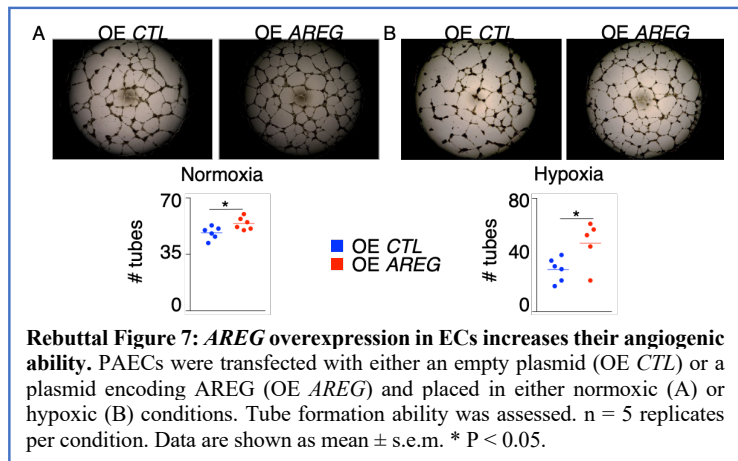 A OE CTL OE AREG B OE CTL OE AREG
Normoxia Hypoxia
70
35
0
# tubes
*
OE CTL
OE AREG
80
40
0
# tubes
*
Rebuttal Figure 7: AREG overexpression in ECs increases their angiogenic
ability. PAECs were transfected with either an empty plasmid (OE CTL) or a
plasmid encoding AREG (OE AREG) and placed in either normoxic (A) or
hypoxic (B) conditions. Tube formation ability was assessed. n = 5 replicates
per condition. Data are shown as mean ± s.e.m. * P < 0.05.